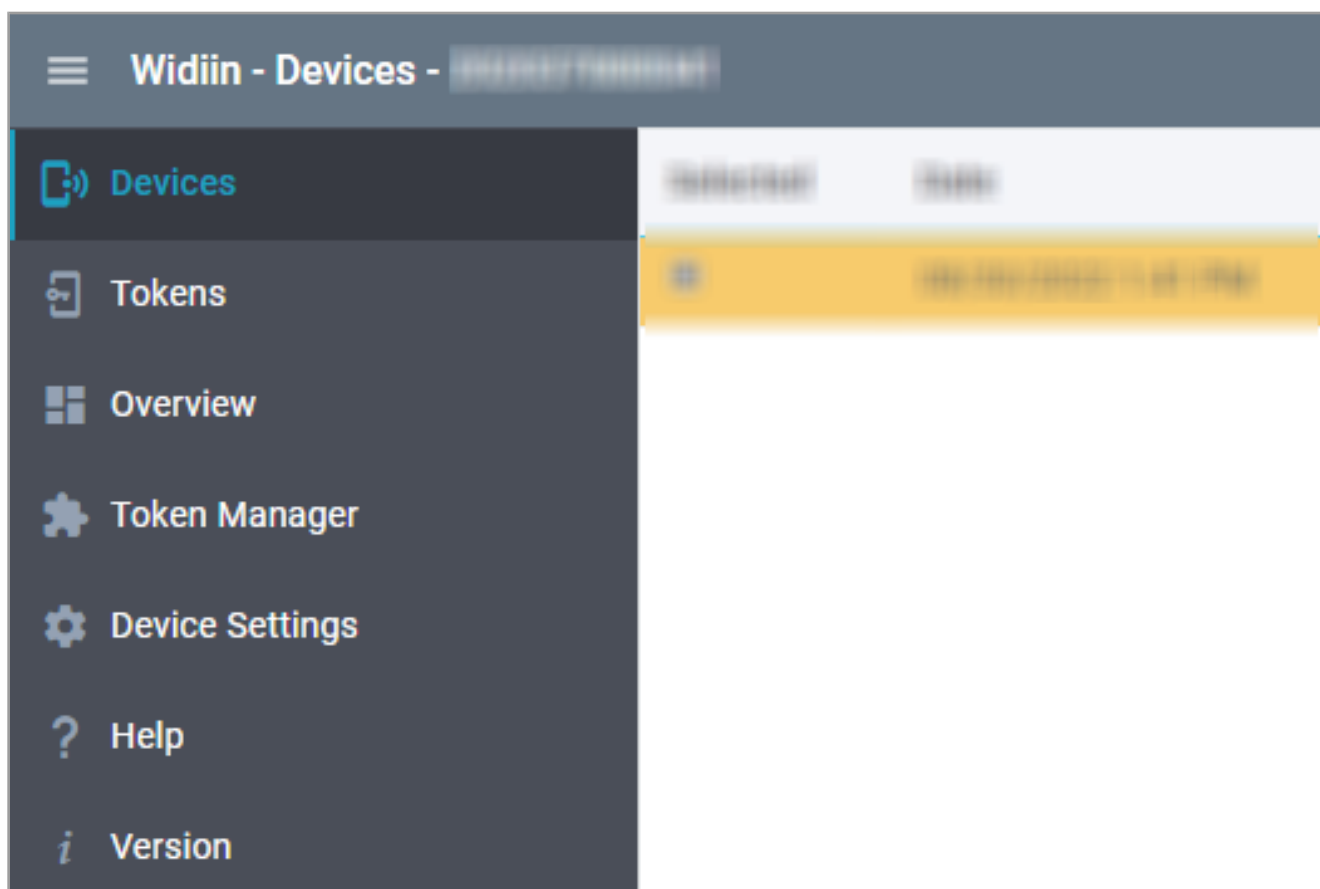 Widiin - Devices -
Devices
Tokens
Overview
Token Manager
Device Settings
Help
Version